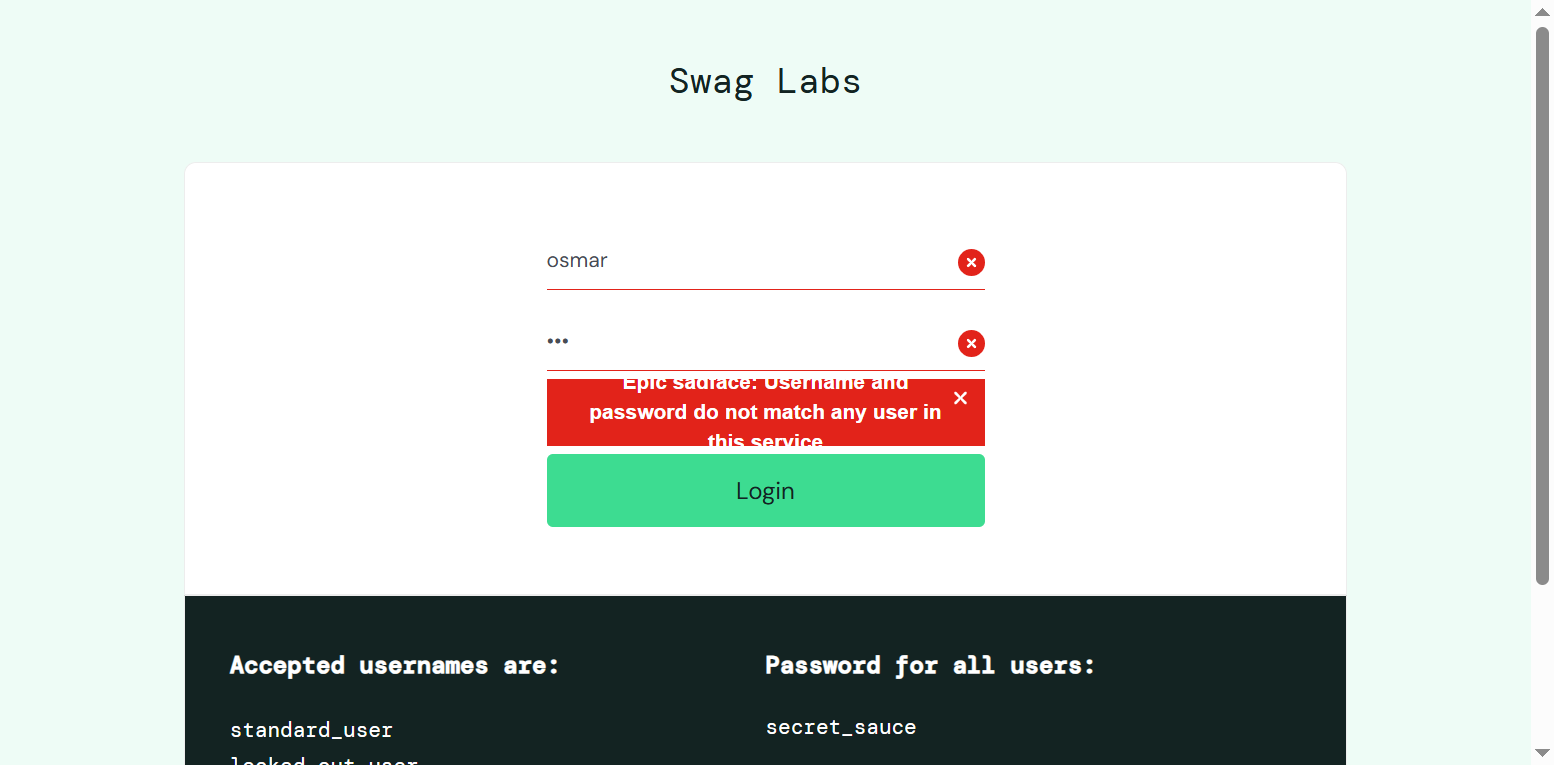 Swag Labs
osmar
•••
Epic sadface: Username and
password do not match any user in
this service
Login
Accepted usernames are:
Password for all users:
standard_user
secret_sauce
locked_out_user